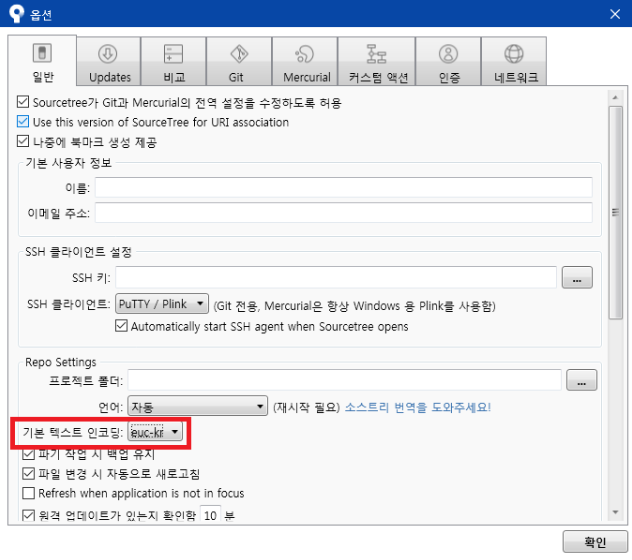 옵션
일반 Updates 비교 Git Mercurial 커스텀 액션 인증 네트워크
Sourcetree가 Git과 Mercurial의 전역 설정을 수정하도록 허용
Use this version of SourceTree for URI association
나중에 북마크 생성 제공
기본 사용자 정보
이름:
이메일 주소:
SSH 클라이언트 설정
SSH 키: ...
SSH 클라이언트: PuTTY / Plink (Git 전용, Mercurial은 항상 Windows 용 Plink를 사용함)
Automatically start SSH agent when Sourcetree opens
Repo Settings
프로젝트 폴더: ...
언어: 자동 (재시작 필요) 소스트리 번역을 도와주세요!
기본 텍스트 인코딩: euc-kr
파기 작업 시 백업 유지
파일 변경 시 자동으로 새로고침
Refresh when application is not in focus
원격 업데이트가 있는지 확인함 10 분
확인